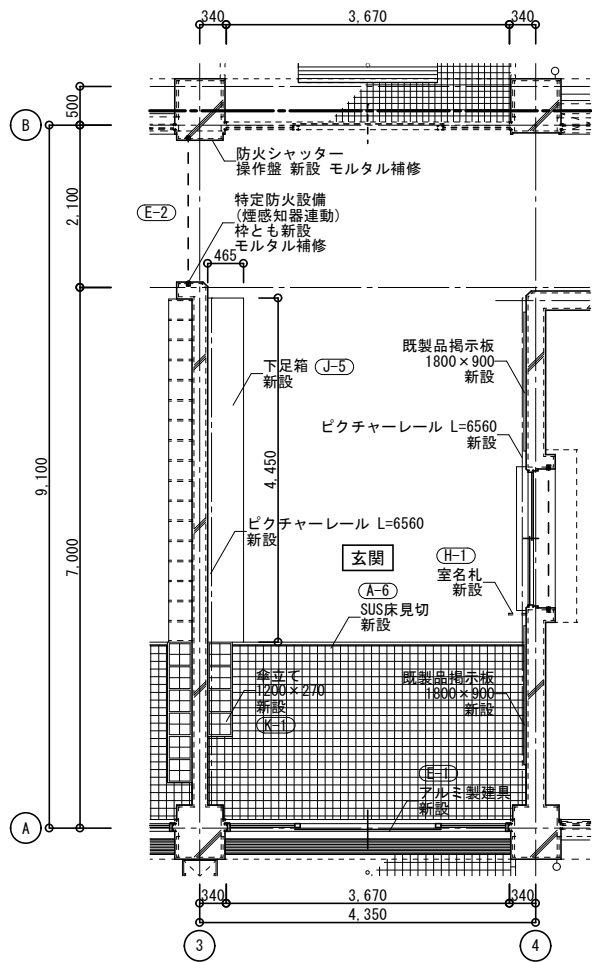 340
3,670
340
B
500
防火シャッター
操作盤 新設 モルタル補修
E-2
特定防火設備
(煙感知器連動)
枠とも新設
モルタル補修
2,100
465
既製品掲示板
1800×900
新設
下足箱 J-5
新設
ピクチャーレール L=6560
新設
9,100
4,450
7,000
ピクチャーレール L=6560
新設
玄関
H-1
室名札
新設
A-6
SUS床見切
新設
傘立て
1200×270
新設
K-1
既製品掲示板
1800×900
新設
E-1
アルミ製建具
新設
A
340
3,670
340
4,350
3
4